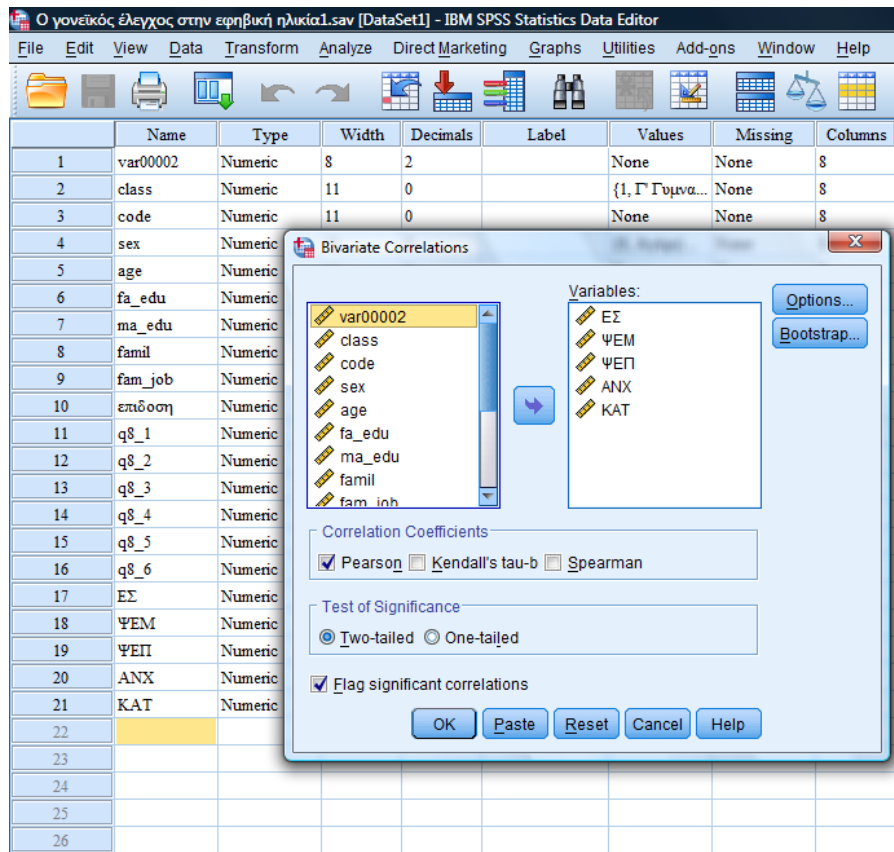 Ο γονεϊκός έλεγχος στην εφηβική ηλικία1.sav [DataSet1] - IBM SPSS Statistics Data Editor
File Edit View Data Transform Analyze Direct Marketing Graphs Utilities Add-ons Window Help
Name Type Width Decimals Label Values Missing Columns
1 var00002 Numeric 8 2 None None 8
2 class Numeric 11 0 {1, Γ' Γυμνα... None 8
3 code Numeric 11 0 None None 8
4 sex Numeric
5 age Numeric
6 fa_edu Numeric
7 ma_edu Numeric
8 famil Numeric
9 fam_job Numeric
10 επιδοση Numeric
11 q8_1 Numeric
12 q8_2 Numeric
13 q8_3 Numeric
14 q8_4 Numeric
15 q8_5 Numeric
16 q8_6 Numeric
17 ΕΣ Numeric
18 ΨΕΜ Numeric
19 ΨΕΠ Numeric
20 ΑΝΧ Numeric
21 ΚΑΤ Numeric
22
23
24
25
26
Bivariate Correlations
var00002
class
code
sex
age
fa_edu
ma_edu
famil
fam_job
Variables:
ΕΣ
ΨΕΜ
ΨΕΠ
ΑΝΧ
ΚΑΤ
Options...
Bootstrap...
Correlation Coefficients
Pearson Kendall's tau-b Spearman
Test of Significance
Two-tailed One-tailed
Flag significant correlations
OK Paste Reset Cancel Help